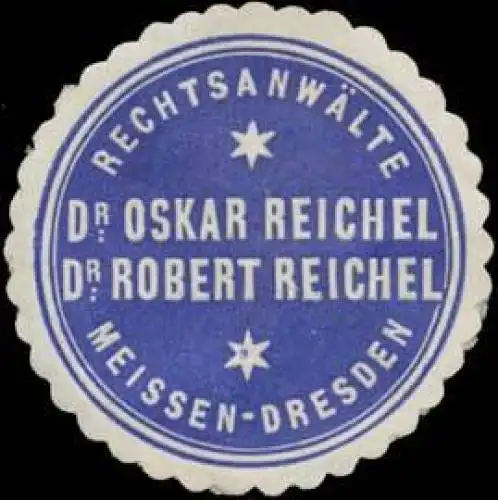 RECHTSANWÄLTE
DR: OSKAR REICHEL
DR: ROBERT REICHEL
MEISSEN-DRESDEN